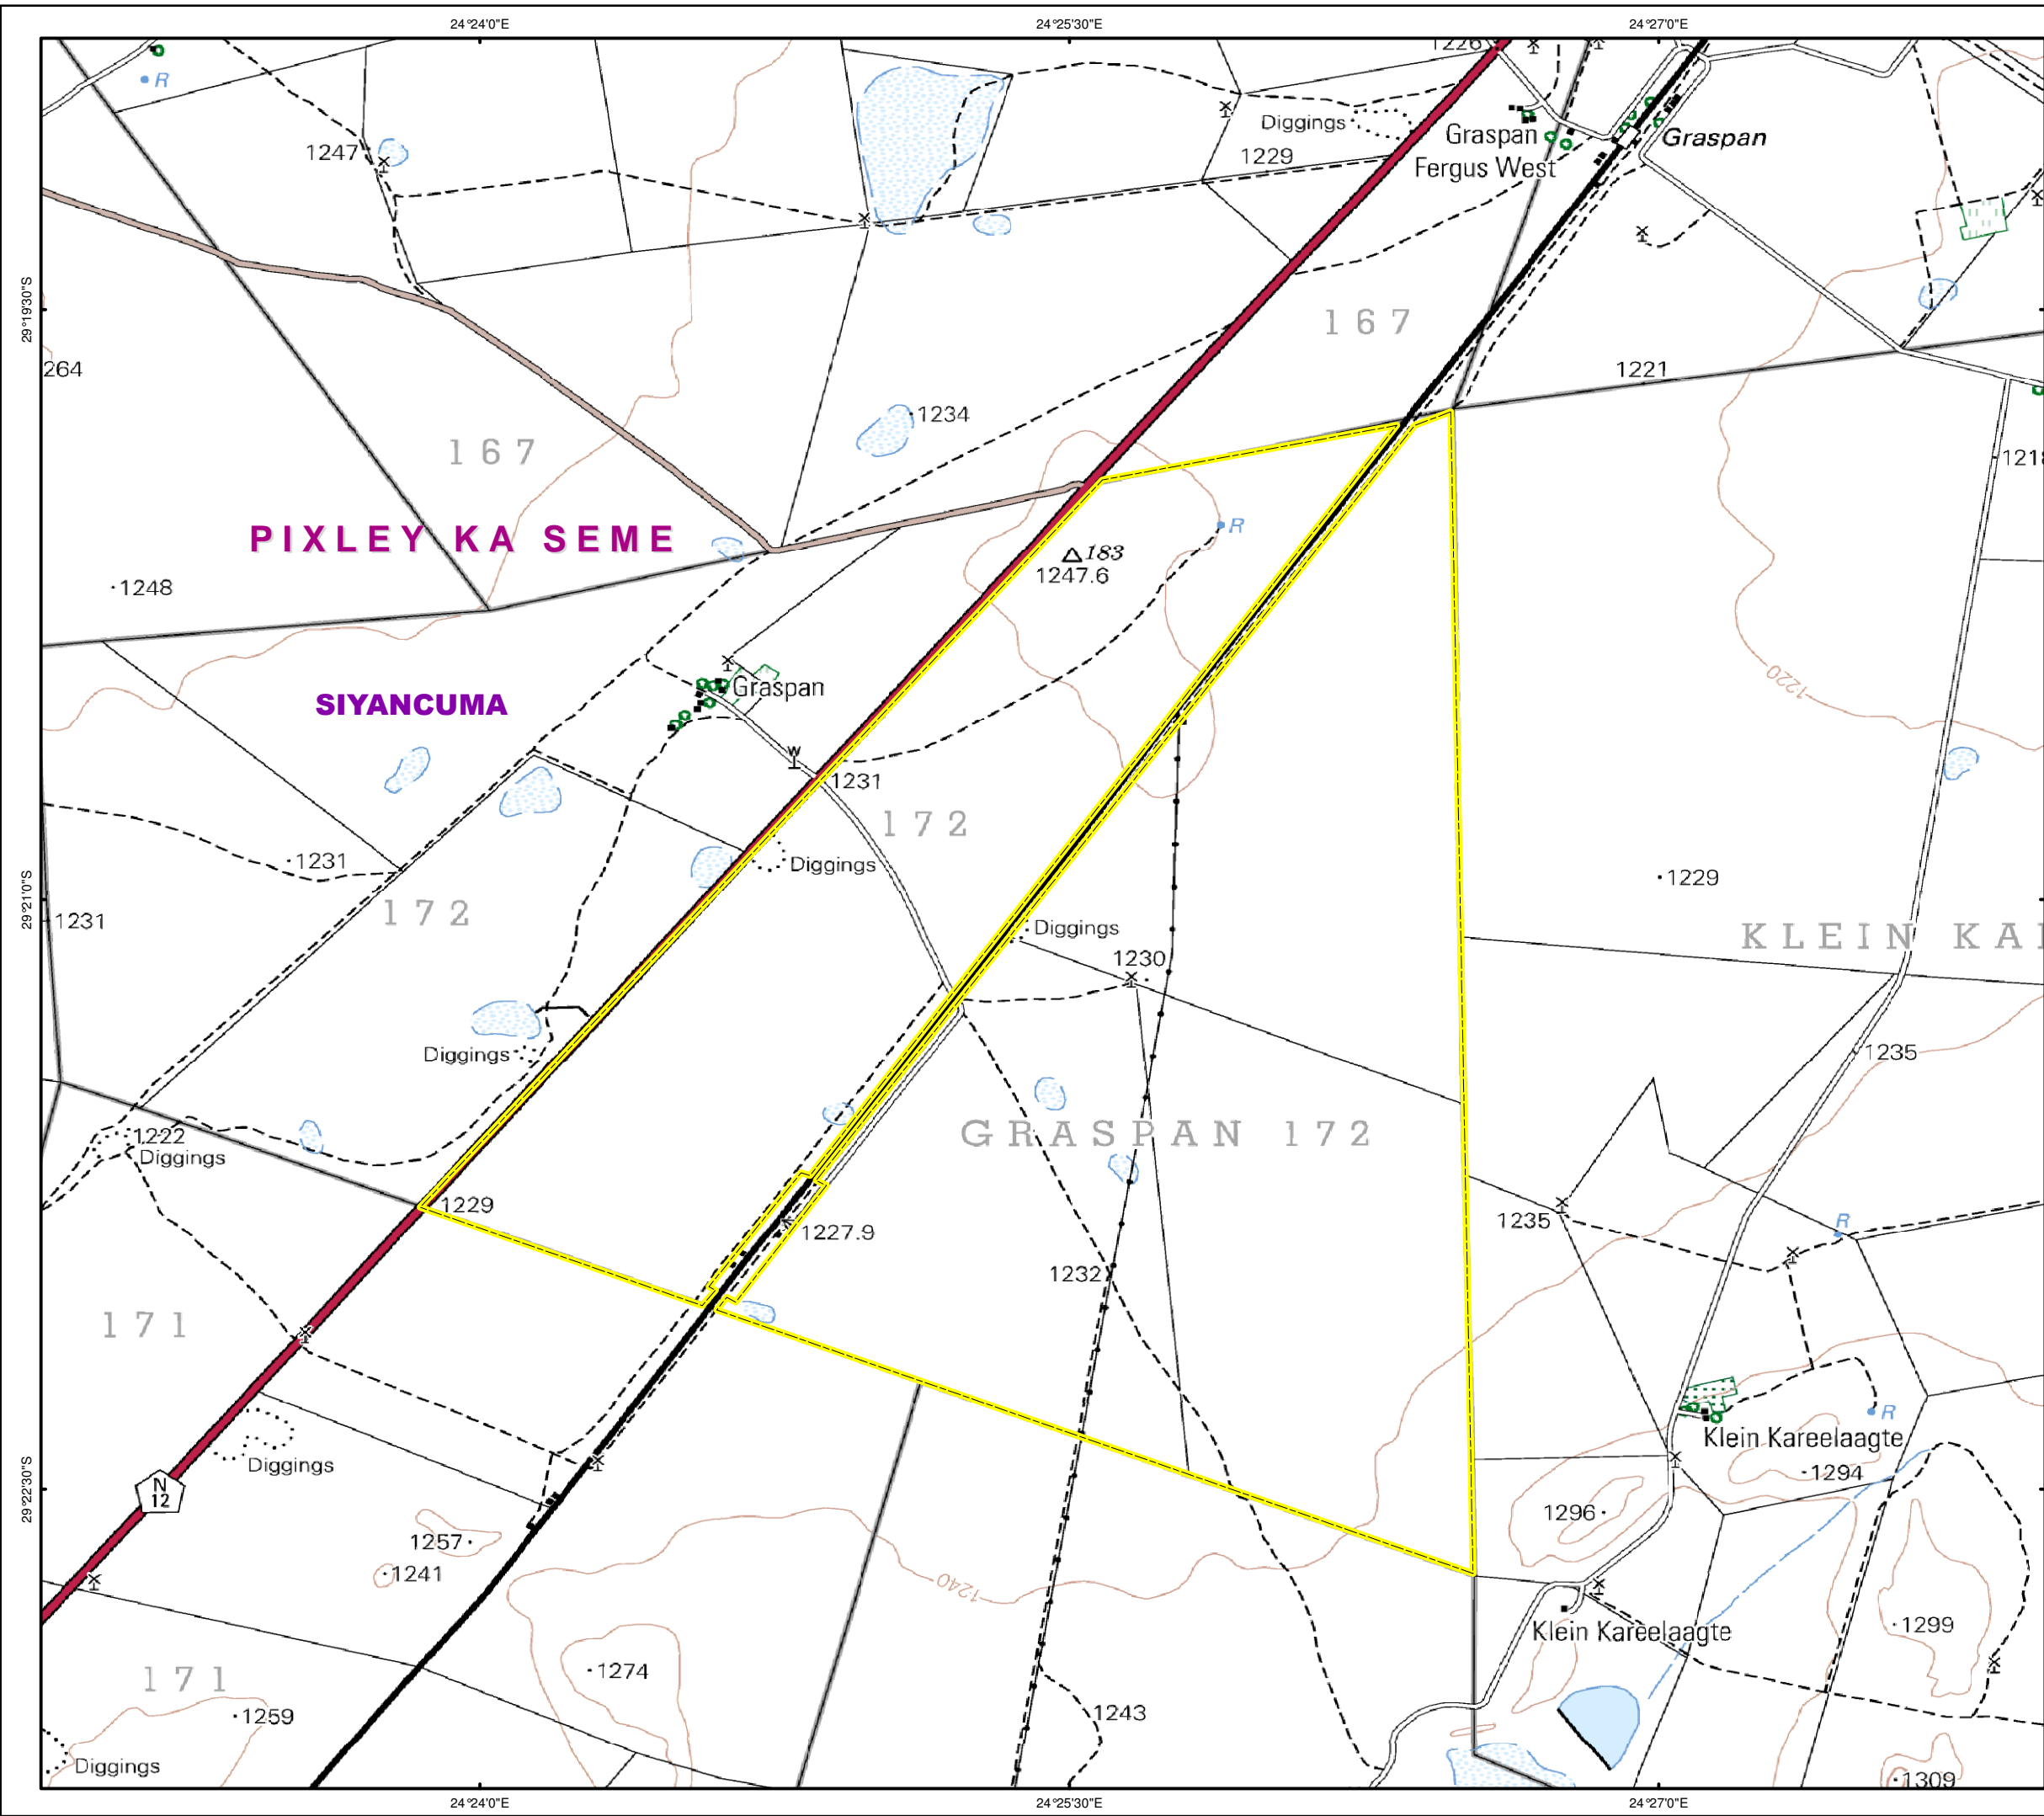 24°24'0"E
24°25'30"E
24°27'0"E
1226
R
Diggings
Graspan
Fergus West
Graspan
1247
1229
29°19'30"S
167
264
1221
1234
167
1218
PIXLEY KA SEME
R
183
1247.6
1248
1220
SIYANCUMA
Graspan
W
1231
172
1231
Diggings
1229
29°21'0"S
172
1231
Diggings
KLEIN KA
1230
Diggings
1235
GRASPAN 172
1222
Diggings
1229
1235
R
1227.9
1232
171
R
Klein Kareelaagte
Diggings
1294
N
12
29°22'30"S
1296
1257
1241
1240
1299
Klein Kareelaagte
1274
171
1243
1259
Diggings
1309
24°24'0"E
24°25'30"E
24°27'0"E